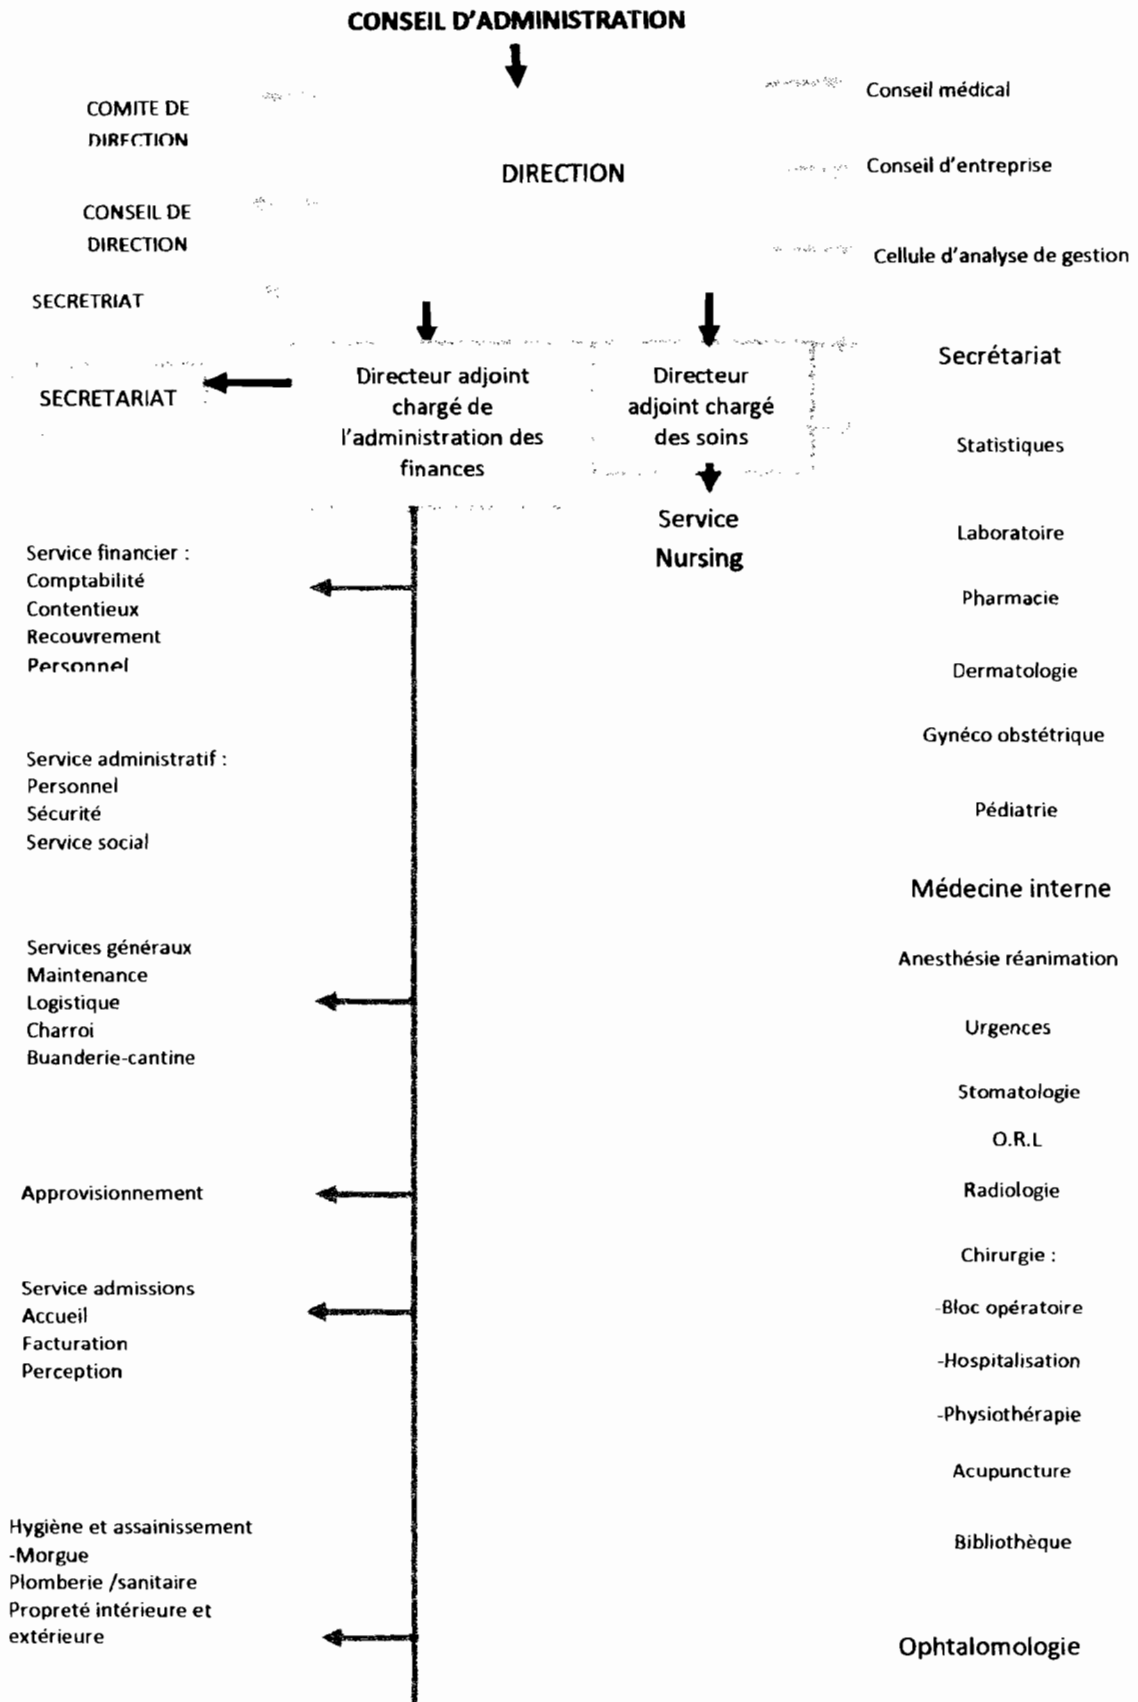 CONSEIL D'ADMINISTRATION
COMITE DE
DIRECTION
DIRECTION
CONSEIL DE
DIRECTION
SECRETRIAT
Conseil médical
Conseil d'entreprise
Cellule d'analyse de gestion
SECRETARIAT
Directeur adjoint
chargé de
l'administration des
finances
Directeur
adjoint chargé
des soins
Service
Nursing
Service financier :
Comptabilité
Contentieux
Recouvrement
Personnel
Service administratif :
Personnel
Sécurité
Service social
Services généraux
Maintenance
Logistique
Charroi
Buanderie-cantine
Approvisionnement
Service admissions
Accueil
Facturation
Perception
Hygiène et assainissement
-Morgue
Plomberie /sanitaire
Propreté intérieure et
extérieure
Secrétariat
Statistiques
Laboratoire
Pharmacie
Dermatologie
Gynéco obstétrique
Pédiatrie
Médecine interne
Anesthésie réanimation
Urgences
Stomatologie
O.R.L
Radiologie
Chirurgie :
-Bloc opératoire
-Hospitalisation
-Physiothérapie
Acupuncture
Bibliothèque
Ophtalomologie